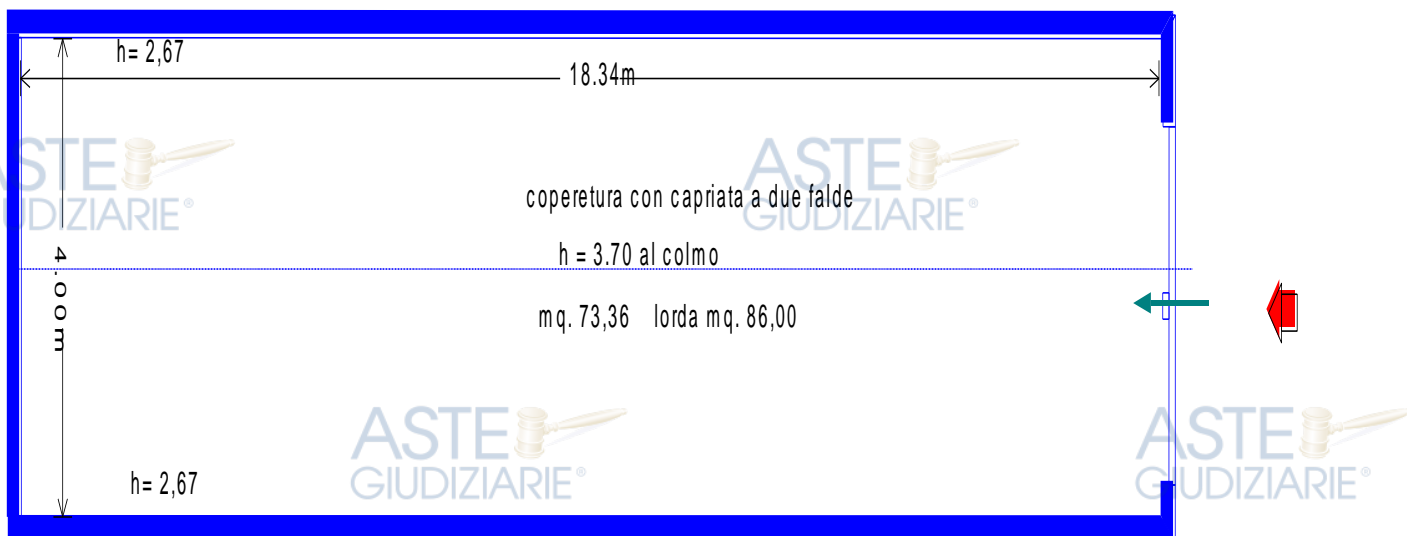 h= 2,67
18.34m
ASTE
GIUDIZIARIE®
ASTE
GIUDIZIARIE®
coperetura con capriata a due falde
4.00m
h = 3.70 al colmo
mq. 73,36 lorda mq. 86,00
ASTE
GIUDIZIARIE®
ASTE
GIUDIZIARIE®
h= 2,67